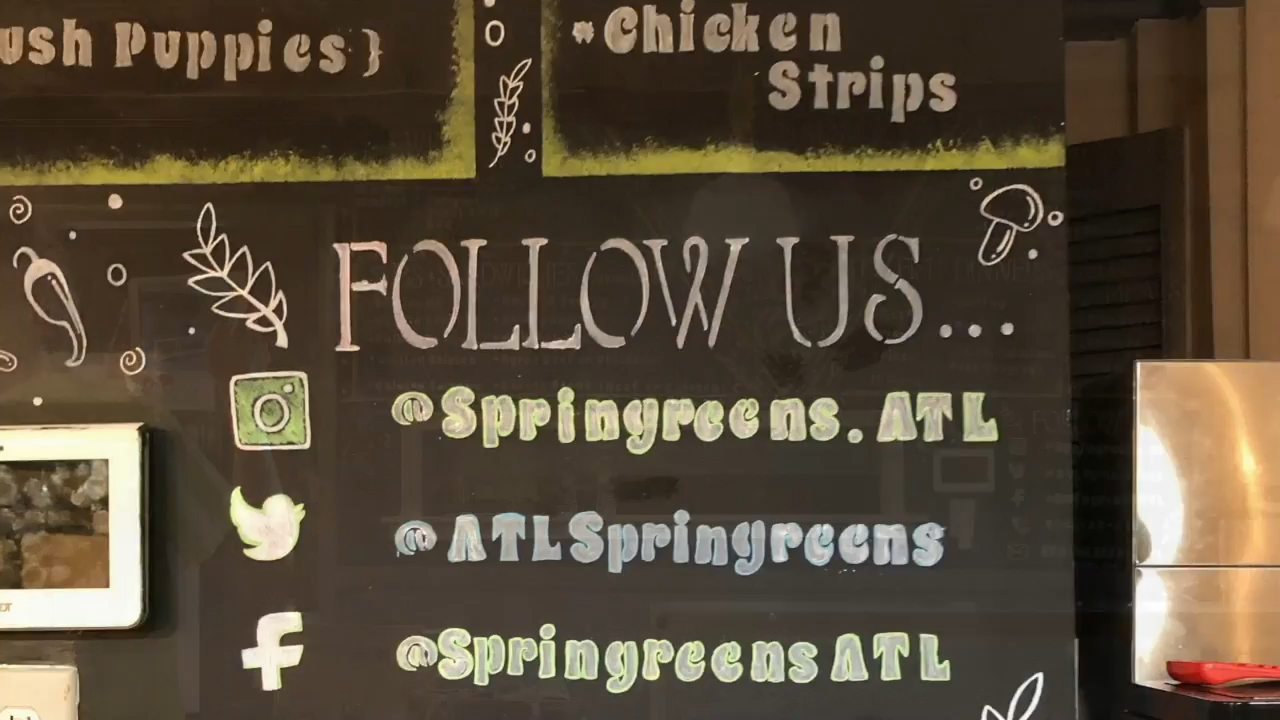 ush Puppies }
*Chicken
Strips
FOLLOW US...
@Springreens.ATL
@ATLSpringreens
@SpringreensATL